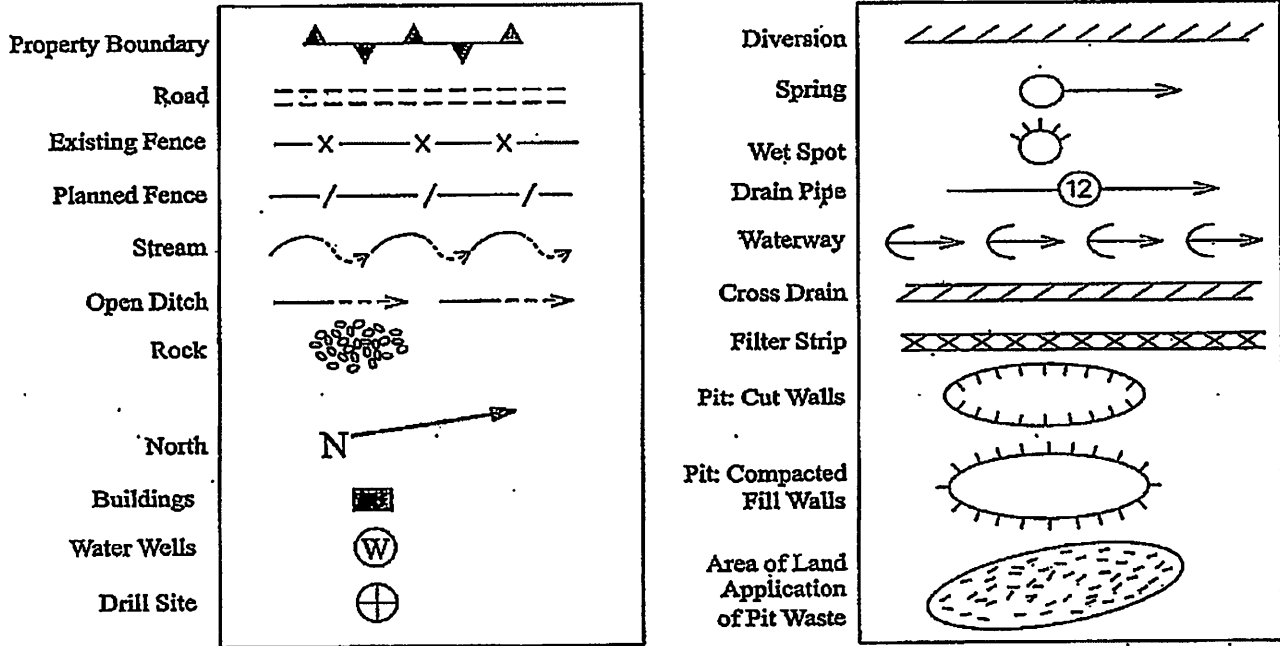 Property Boundary
Road
Existing Fence
Planned Fence
Stream
Open Ditch
Rock
North
N
Buildings
Water Wells
W
Drill Site
Diversion
Spring
Wet Spot
Drain Pipe
12
Waterway
Cross Drain
Filter Strip
Pit: Cut Walls
Pit: Compacted
Fill Walls
Area of Land
Application
of Pit Waste